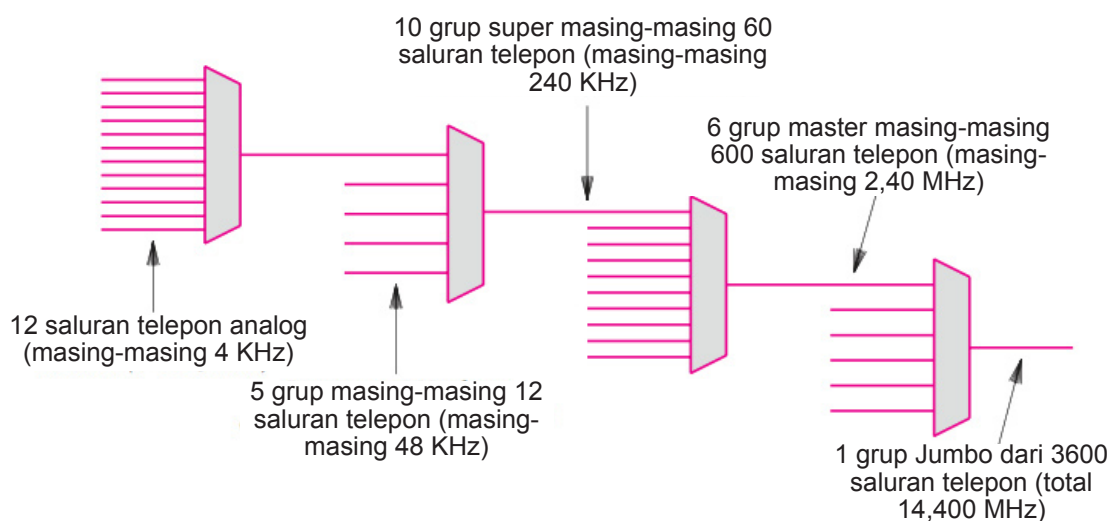 10 grup super masing-masing 60
saluran telepon (masing-masing
240 KHz)
6 grup master masing-masing
600 saluran telepon (masing-
masing 2,40 MHz)
12 saluran telepon analog
(masing-masing 4 KHz)
5 grup masing-masing 12
saluran telepon (masing-
masing 48 KHz)
1 grup Jumbo dari 3600
saluran telepon (total
14,400 MHz)